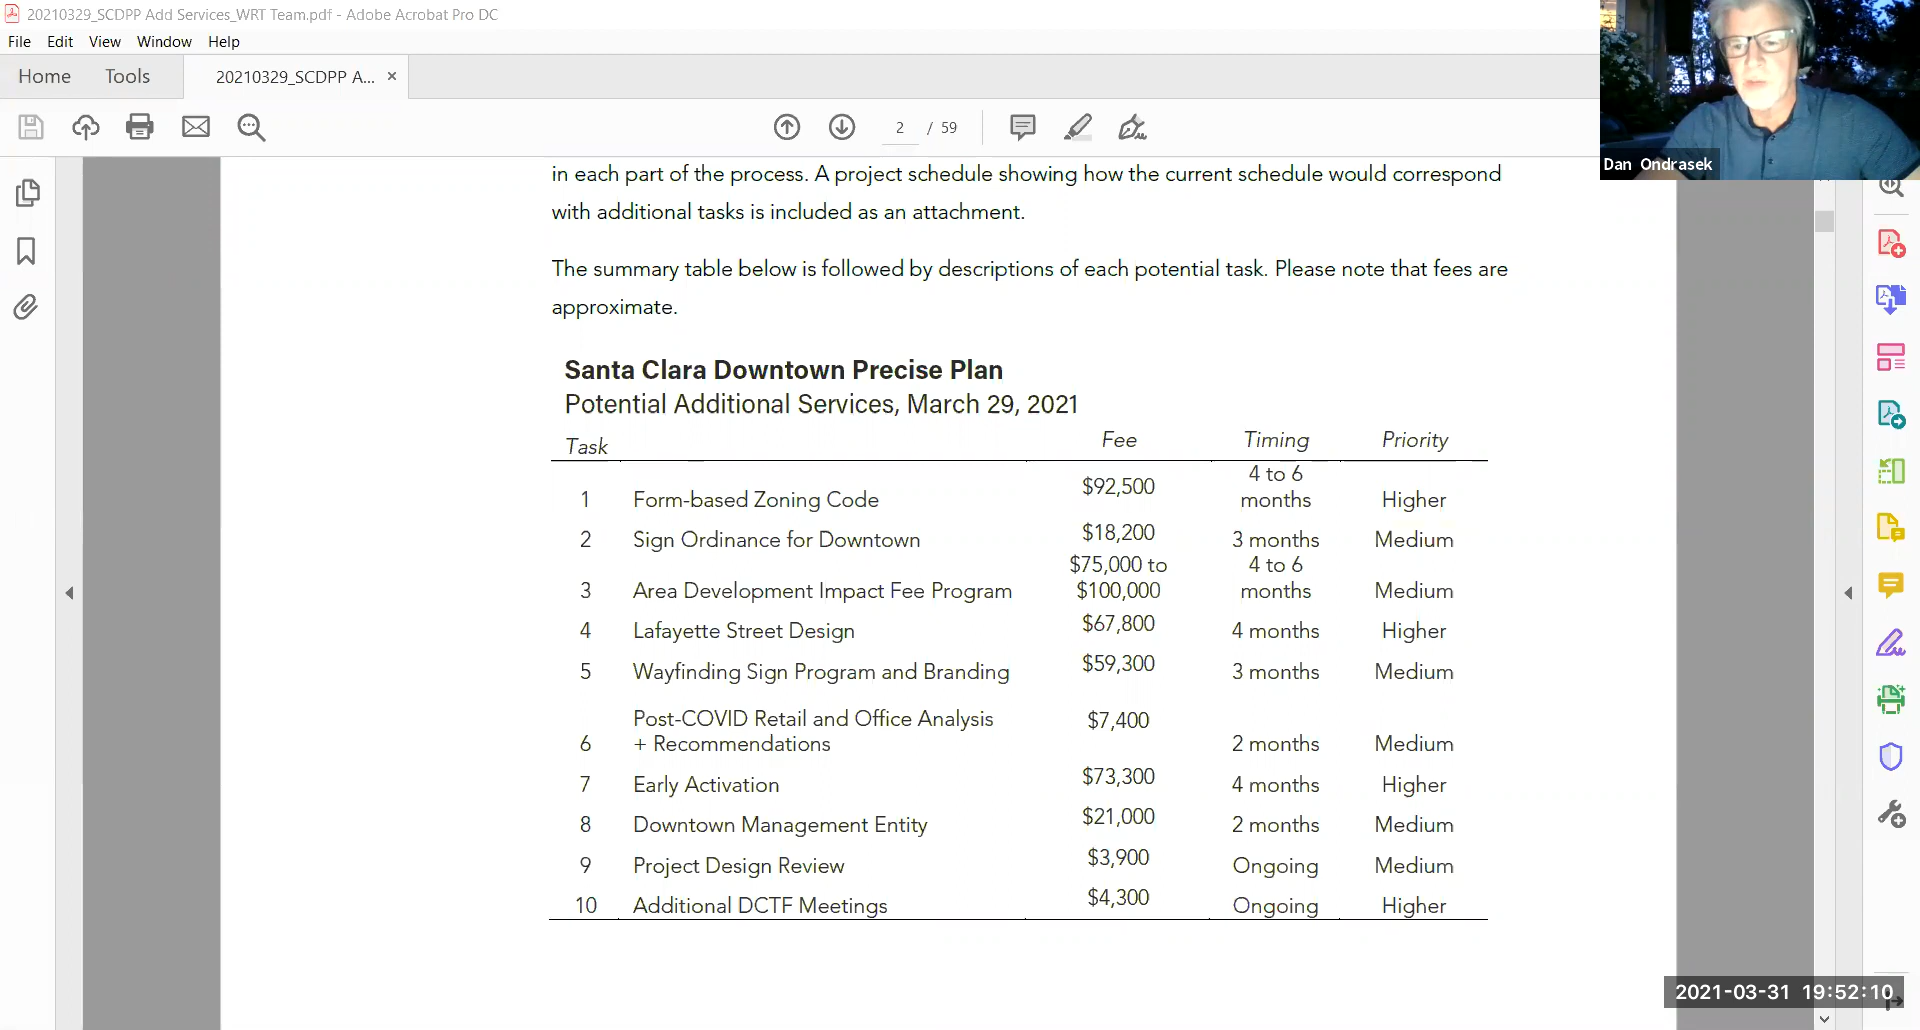 20210329_SCDPP Add Services_WRT Team.pdf - Adobe Acrobat Pro DC
File Edit View Window Help
Home Tools 20210329_SCDPP A... ×
2 / 59
Dan Ondrasek
in each part of the process. A project schedule showing how the current schedule would correspond
with additional tasks is included as an attachment.
The summary table below is followed by descriptions of each potential task. Please note that fees are
approximate.
Santa Clara Downtown Precise Plan
Potential Additional Services, March 29, 2021
Task Fee Timing Priority
1 Form-based Zoning Code $92,500 4 to 6 months Higher
2 Sign Ordinance for Downtown $18,200 3 months Medium
3 Area Development Impact Fee Program $75,000 to $100,000 4 to 6 months Medium
4 Lafayette Street Design $67,800 4 months Higher
5 Wayfinding Sign Program and Branding $59,300 3 months Medium
6 Post-COVID Retail and Office Analysis + Recommendations $7,400 2 months Medium
7 Early Activation $73,300 4 months Higher
8 Downtown Management Entity $21,000 2 months Medium
9 Project Design Review $3,900 Ongoing Medium
10 Additional DCTF Meetings $4,300 Ongoing Higher
2021-03-31 19:52:10